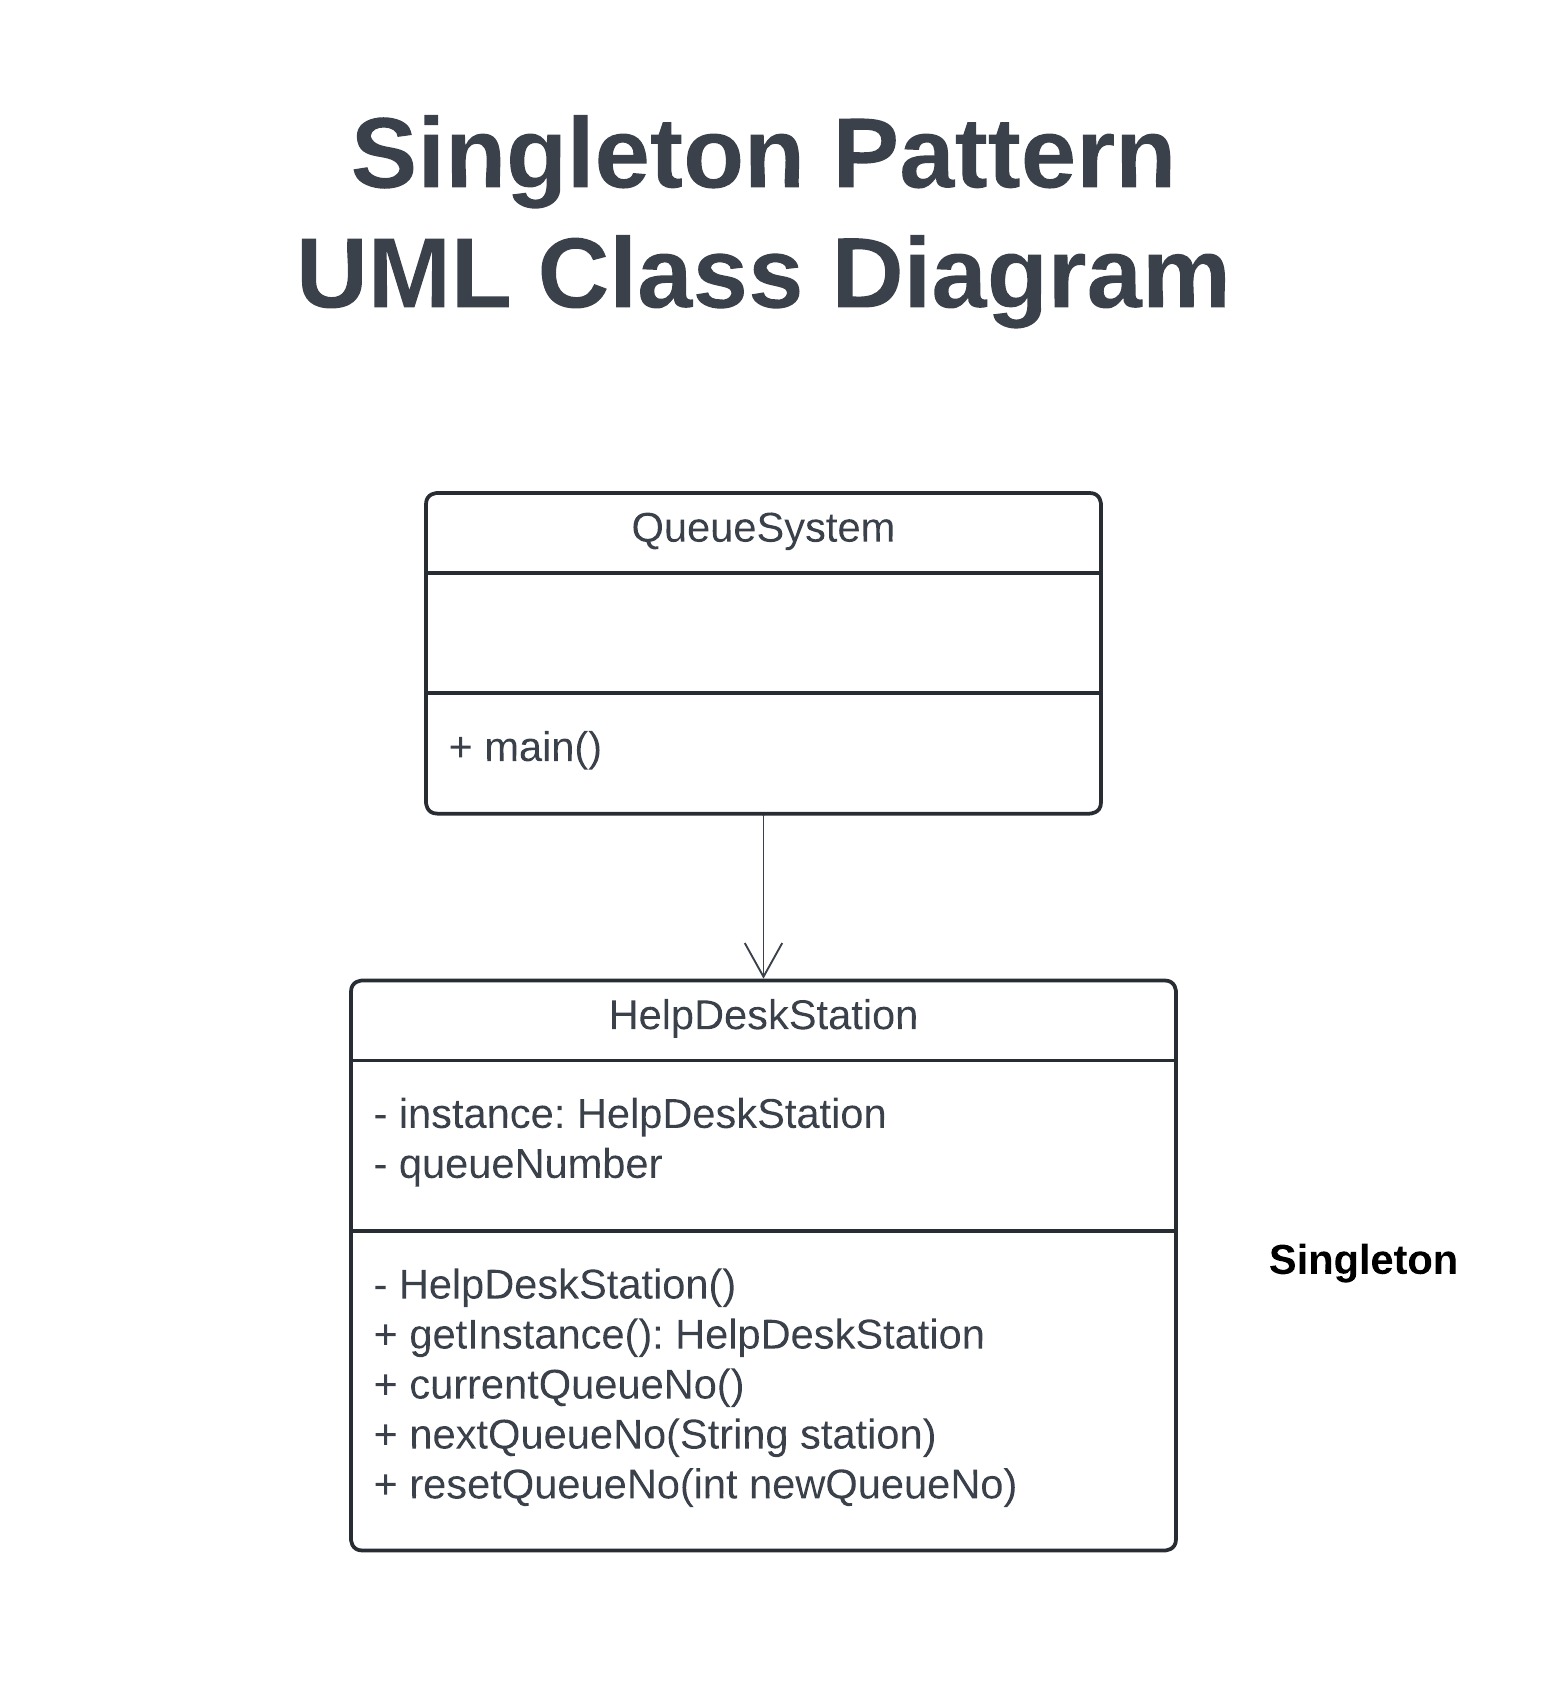 Singleton Pattern
UML Class Diagram
QueueSystem
+ main()
HelpDeskStation
- instance: HelpDeskStation
- queueNumber
- HelpDeskStation()
+ getInstance(): HelpDeskStation
+ currentQueueNo()
+ nextQueueNo(String station)
+ resetQueueNo(int newQueueNo)
Singleton